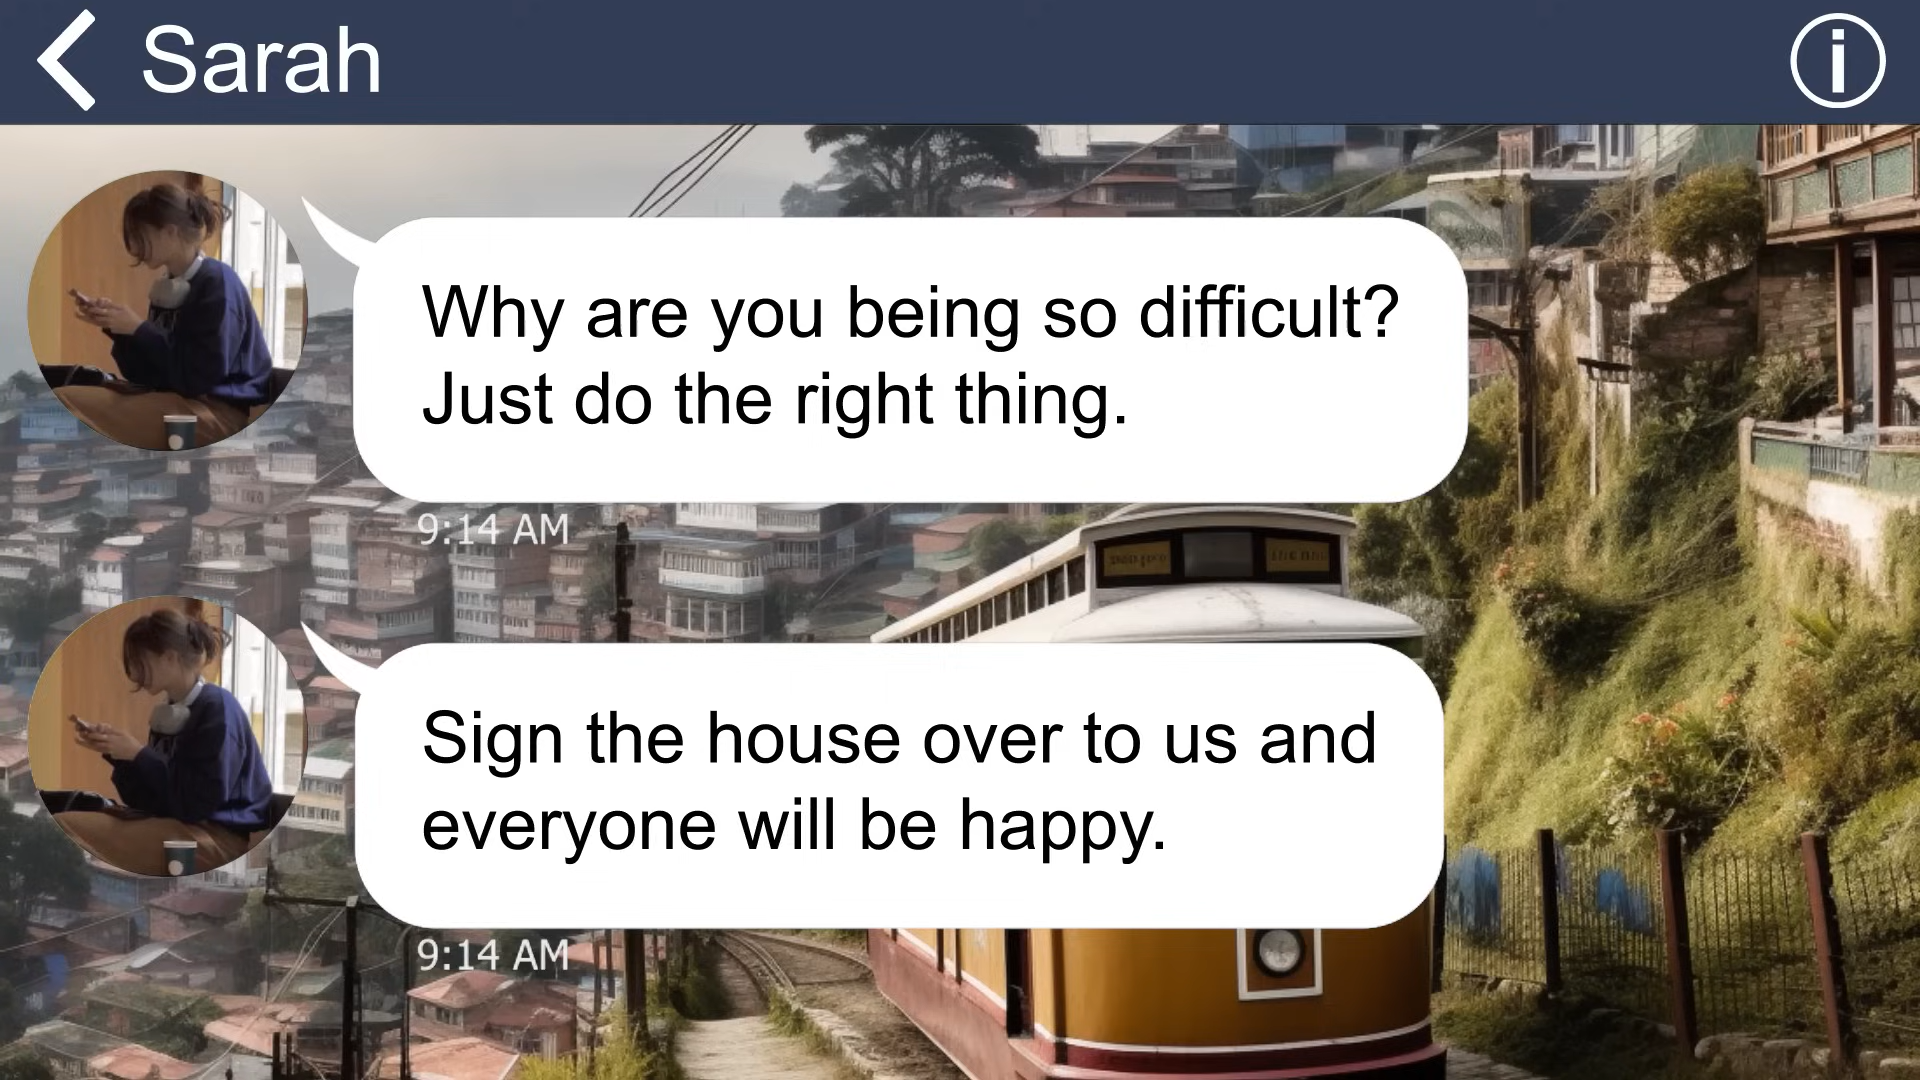 Sarah
Why are you being so difficult?
Just do the right thing.
9:14 AM
Sign the house over to us and
everyone will be happy.
9:14 AM